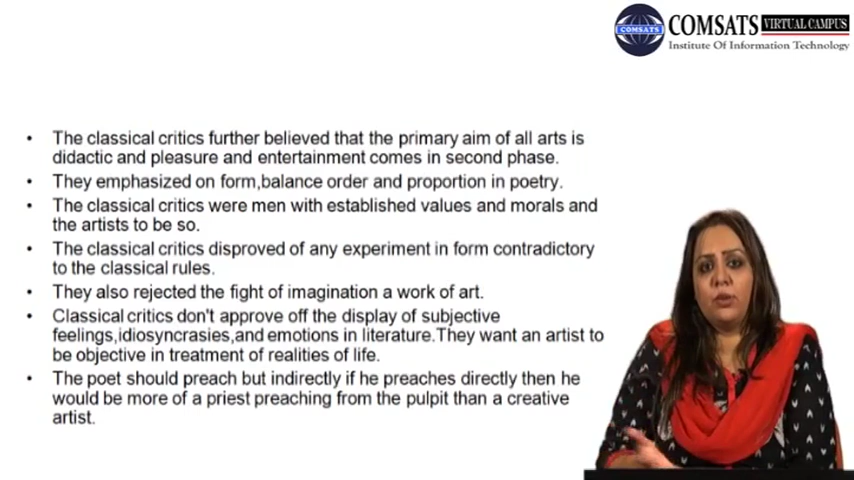 COMSATS
COMSATS VIRTUAL CAMPUS
Institute Of Information Technology
• The classical critics further believed that the primary aim of all arts is
didactic and pleasure and entertainment comes in second phase.
• They emphasized on form,balance order and proportion in poetry.
• The classical critics were men with established values and morals and
the artists to be so.
• The classical critics disproved of any experiment in form contradictory
to the classical rules.
• They also rejected the fight of imagination a work of art.
• Classical critics don't approve off the display of subjective
feelings,idiosyncrasies,and emotions in literature.They want an artist to
be objective in treatment of realities of life.
• The poet should preach but indirectly if he preaches directly then he
would be more of a priest preaching from the pulpit than a creative
artist.